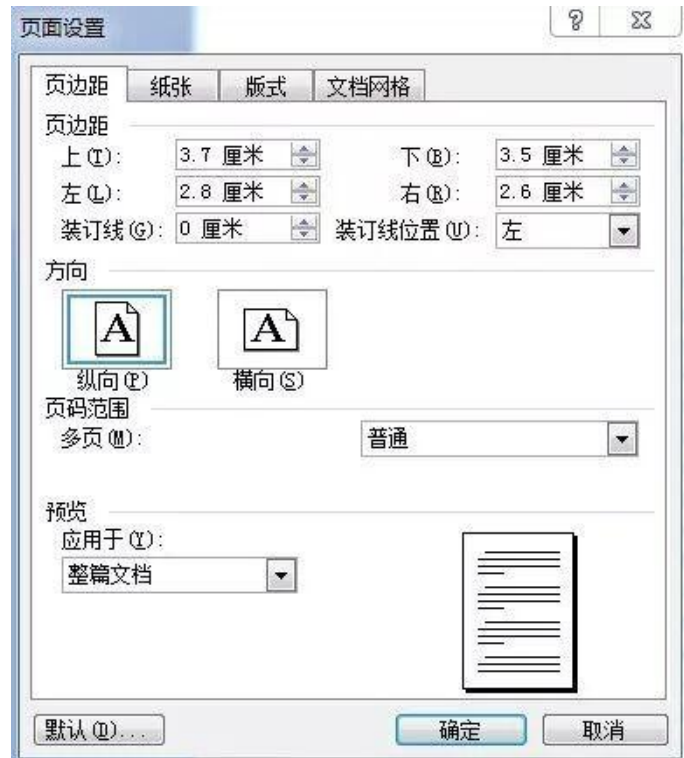 页面设置
页边距 纸张 版式 文档网格
页边距
上(T): 3.7 厘米 下(B): 3.5 厘米
左(L): 2.8 厘米 右(R): 2.6 厘米
装订线(G): 0 厘米 装订线位置(U): 左
方向
A A
纵向(P) 横向(S)
页码范围
多页(M): 普通
预览
应用于(Y):
整篇文档
默认(D)... 确定 取消